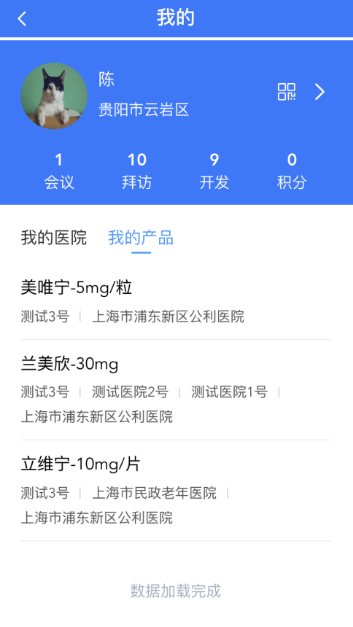 我的
陈
贵阳市云岩区
1 10 9 0
会议 拜访 开发 积分
我的医院 我的产品
美唯宁-5mg/粒
测试3号 | 上海市浦东新区公利医院
兰美欣-30mg
测试3号 | 测试医院2号 | 测试医院1号 |
上海市浦东新区公利医院
立维宁-10mg/片
测试3号 | 上海市民政老年医院 |
上海市浦东新区公利医院
数据加载完成